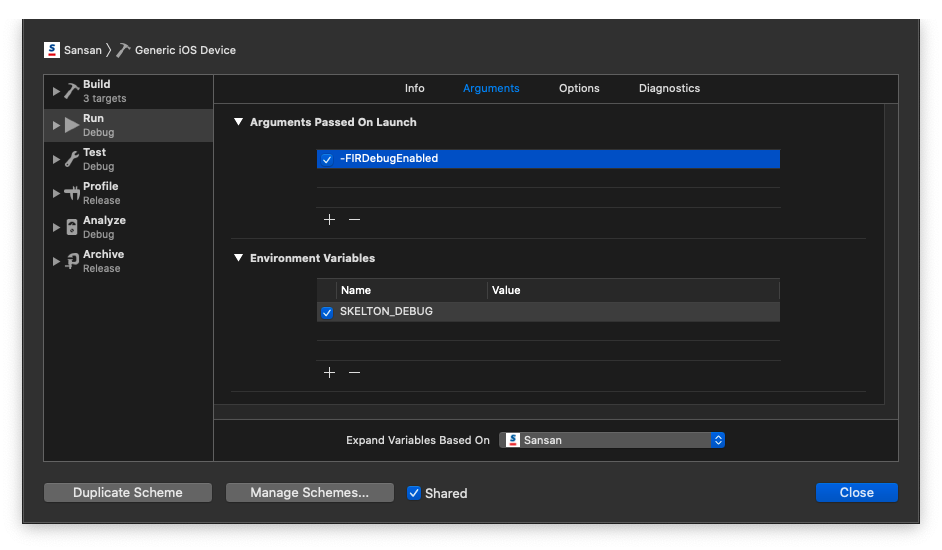 Sansan Generic iOS Device
Build
3 targets
Run
Debug
Test
Debug
Profile
Release
Analyze
Debug
Archive
Release
Info Arguments Options Diagnostics
Arguments Passed On Launch
-FIRDebugEnabled
Environment Variables
Name Value
SKELTON_DEBUG
Expand Variables Based On Sansan
Duplicate Scheme Manage Schemes... Shared Close